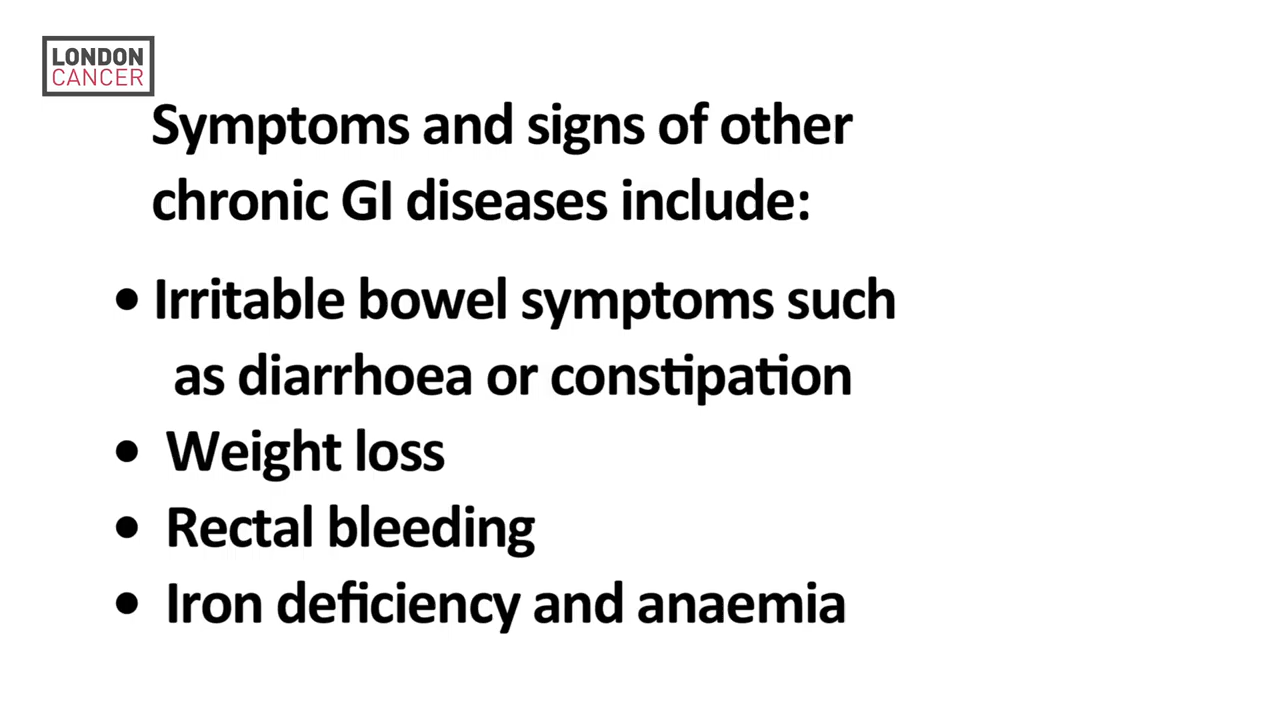 LONDON
CANCER
Symptoms and signs of other
chronic GI diseases include:
• Irritable bowel symptoms such
as diarrhoea or constipation
• Weight loss
• Rectal bleeding
• Iron deficiency and anaemia